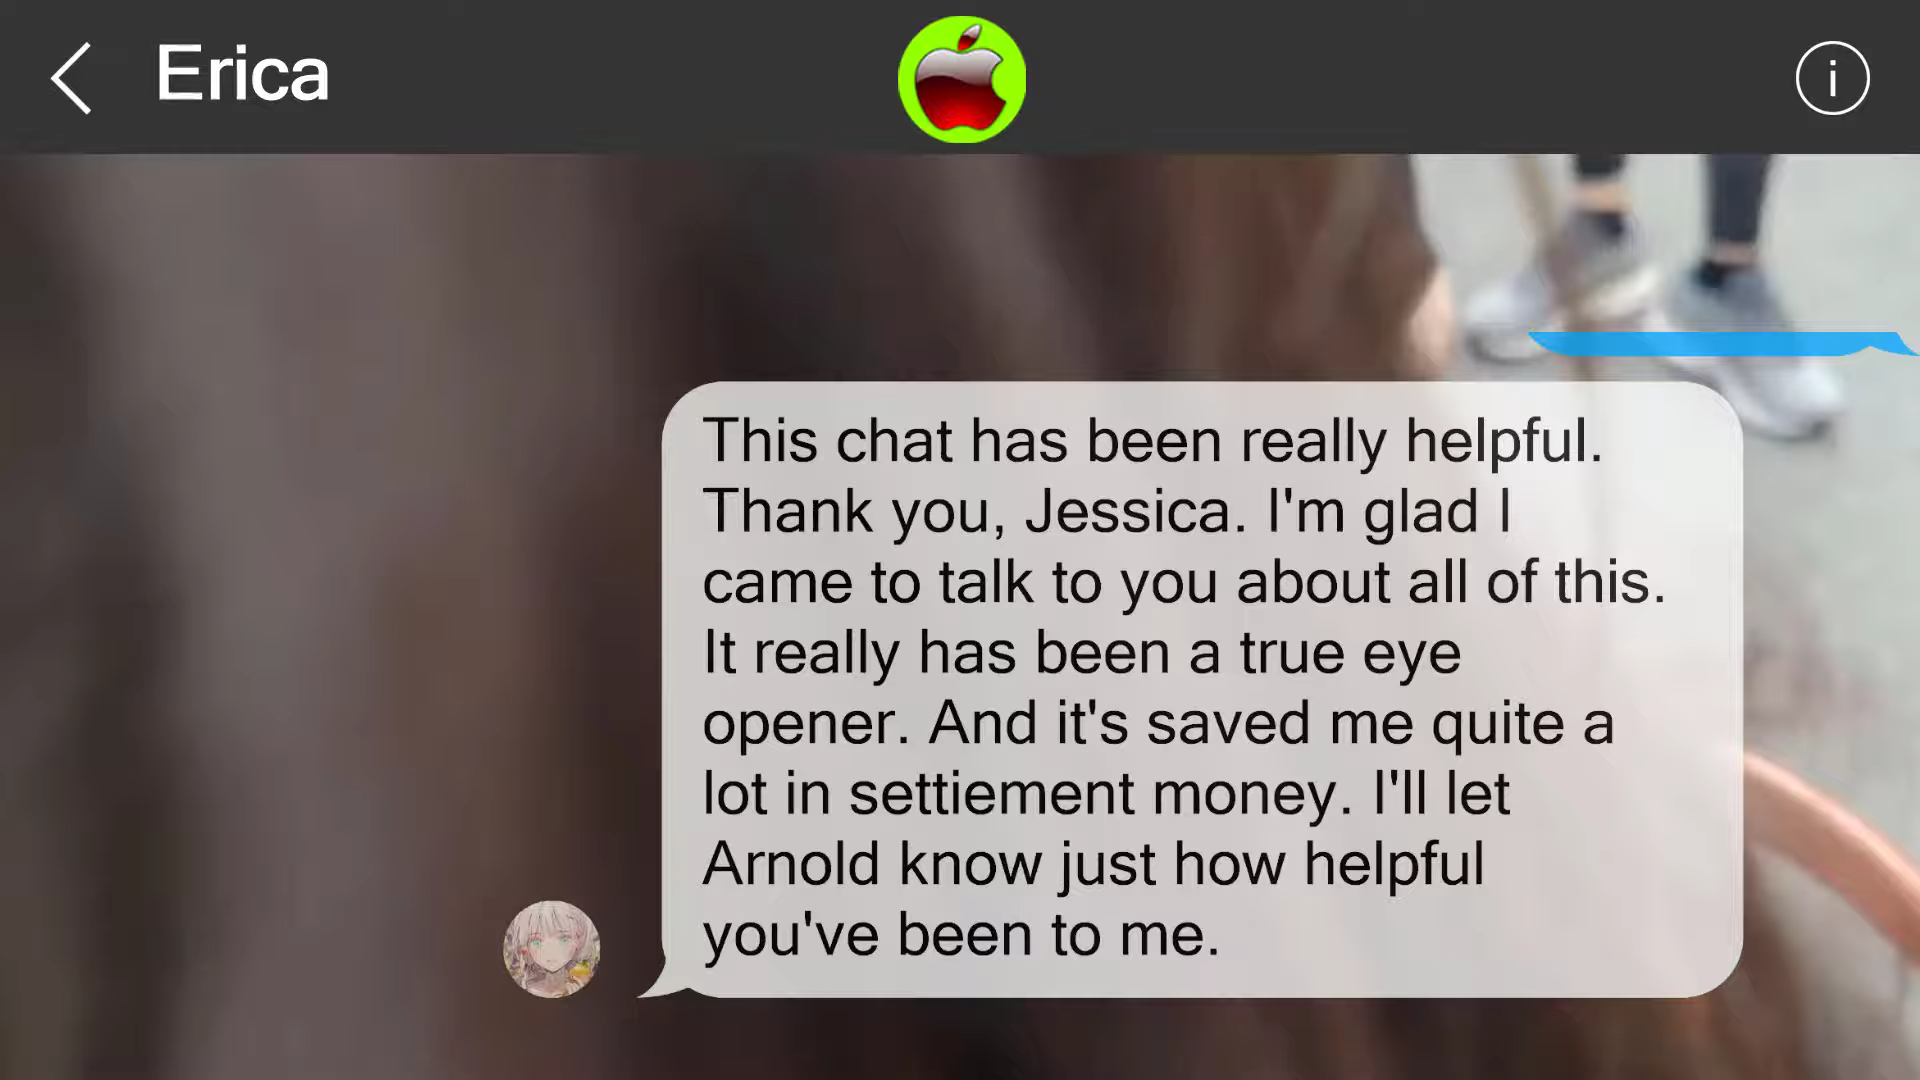 Erica
i
This chat has been really helpful.
Thank you, Jessica. I'm glad I
came to talk to you about all of this.
It really has been a true eye
opener. And it's saved me quite a
lot in settiement money. I'll let
Arnold know just how helpful
you've been to me.